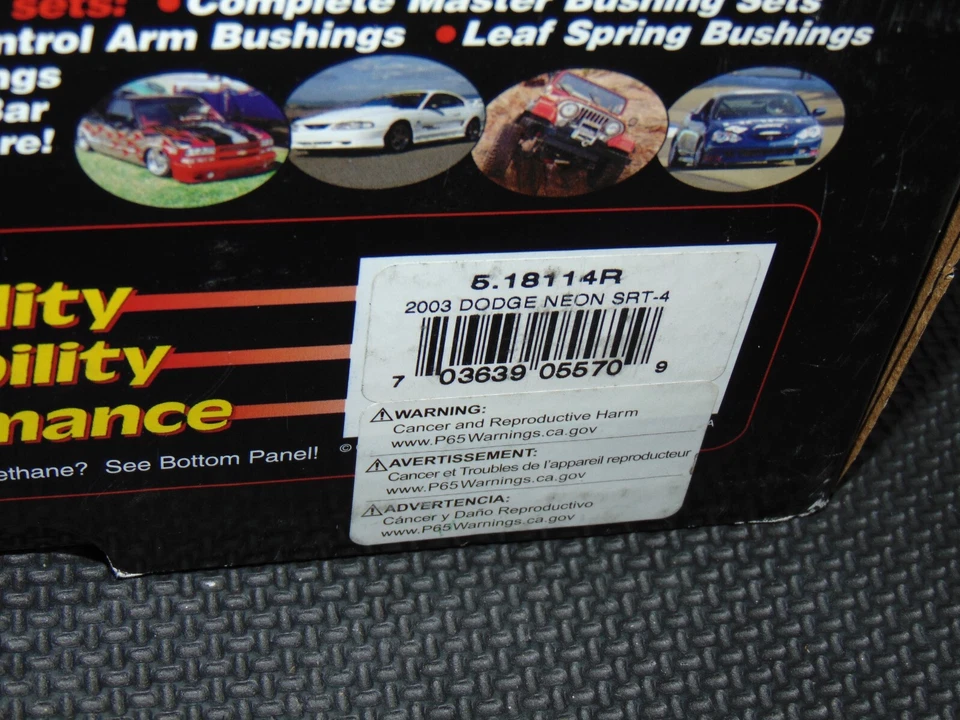 sets: • Complete Master Bushing Sets
ntrol Arm Bushings • Leaf Spring Bushings
ngs
Bar
re!
lity
bility
mance
ethane? See Bottom Panel! ©
5.18114R
2003 DODGE NEON SRT-4
7 03639 05570 9
⚠WARNING:
Cancer and Reproductive Harm
www.P65Warnings.ca.gov
⚠AVERTISSEMENT:
Cancer et Troubles de l'appareil reproducteur
www.P65Warnings.ca.gov
⚠ADVERTENCIA:
Cáncer y Daño Reproductivo
www.P65Warnings.ca.gov
A